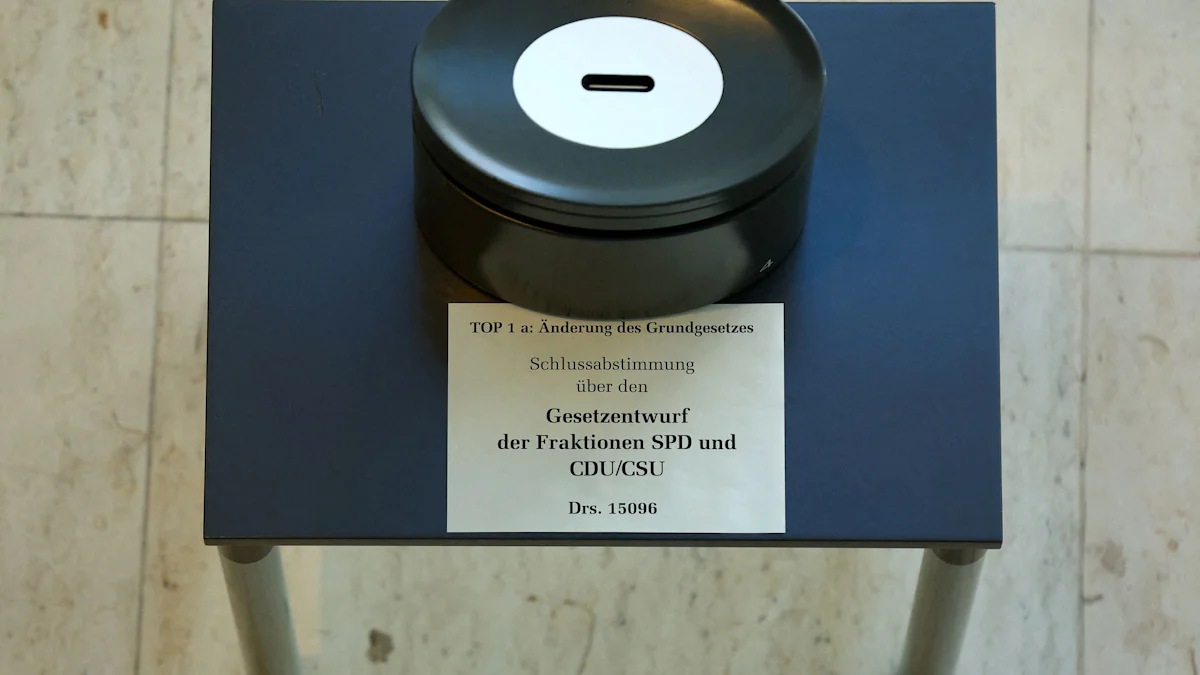 TOP 1 a: Änderung des Grundgesetzes
Schlussabstimmung
über den
Gesetzentwurf
der Fraktionen SPD und
CDU/CSU
Drs. 15096